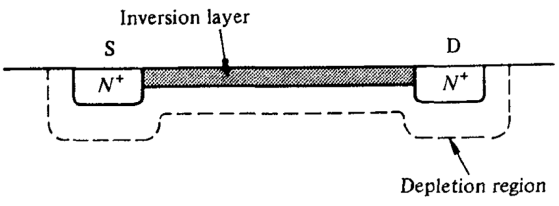 Inversion layer
S
D
N+
N+
Depletion region